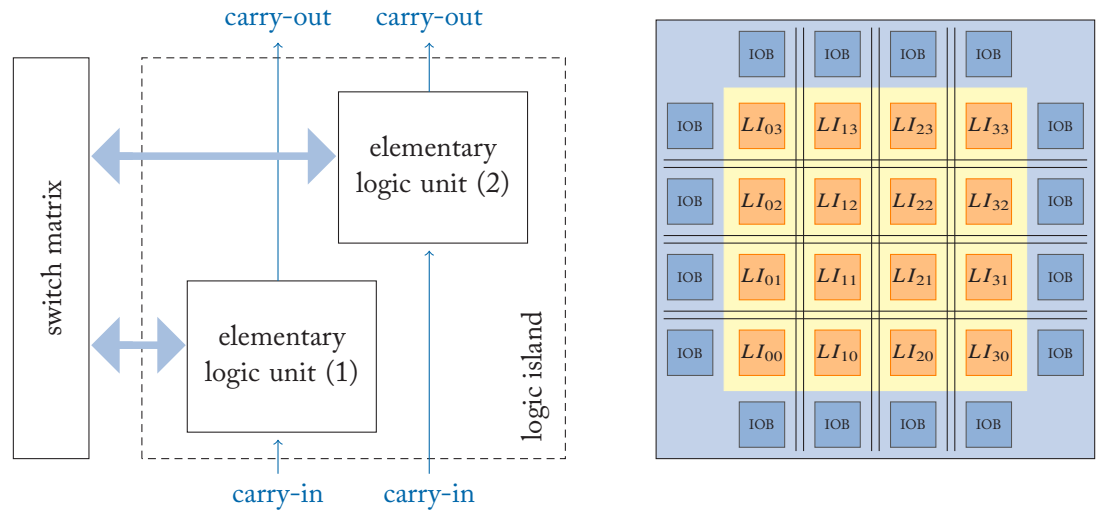 carry-out
carry-out
elementary
logic unit (2)
switch matrix
elementary
logic unit (1)
logic island
carry-in
carry-in
IOB IOB IOB IOB
IOB LI03 LI13 LI23 LI33 IOB
IOB LI02 LI12 LI22 LI32 IOB
IOB LI01 LI11 LI21 LI31 IOB
IOB LI00 LI10 LI20 LI30 IOB
IOB IOB IOB IOB